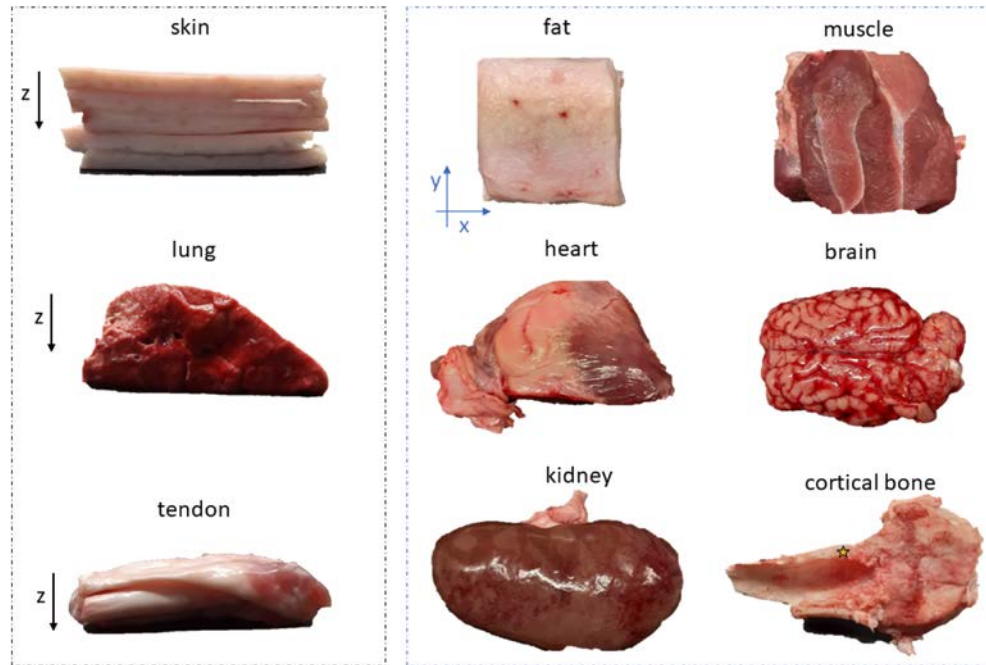 skin
fat
muscle
z
y
x
lung
heart
brain
z
kidney
cortical bone
tendon
z